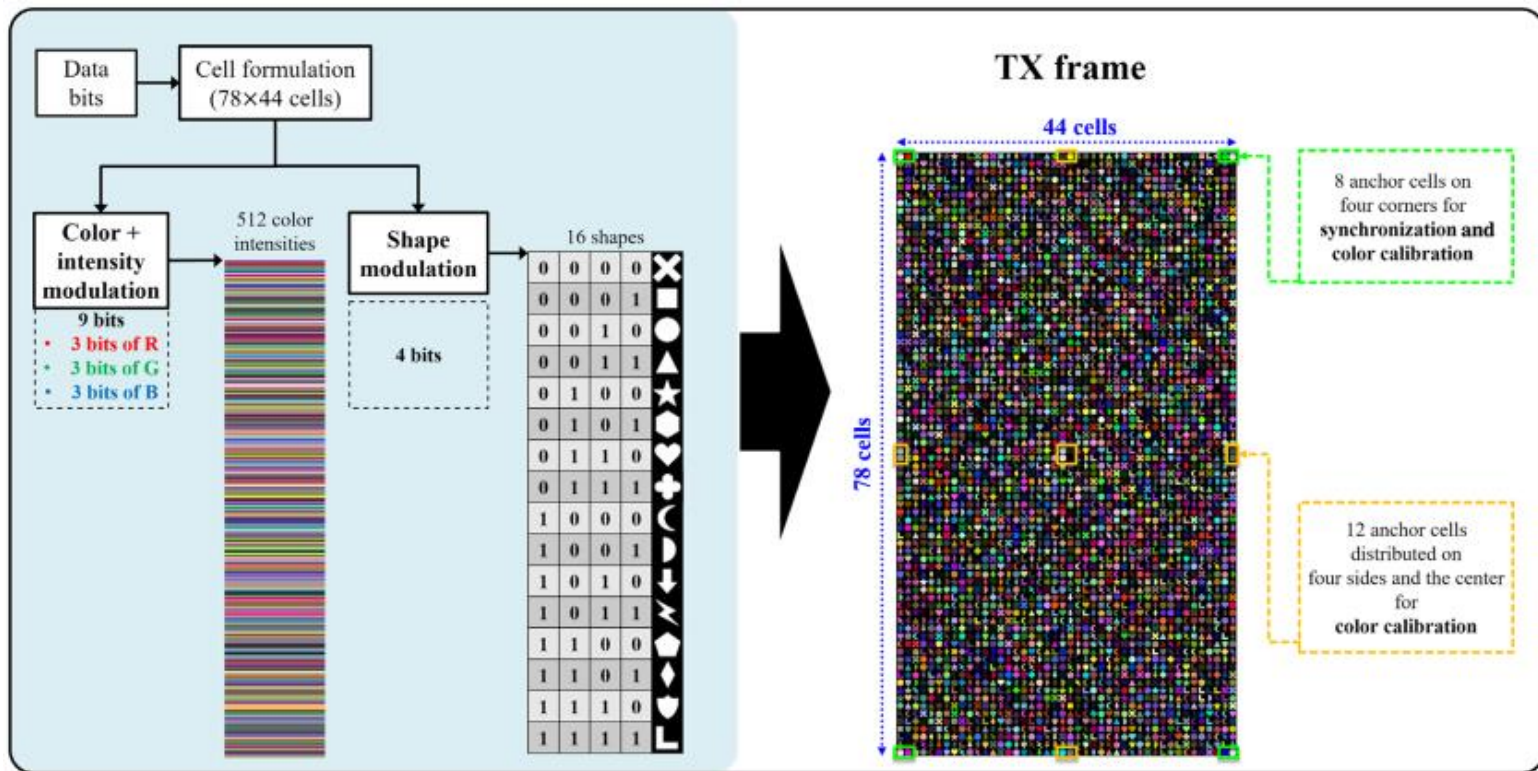 Data
bits
Cell formulation
(78×44 cells)
Color +
intensity
modulation
9 bits
• 3 bits of R
• 3 bits of G
• 3 bits of B
512 color
intensities
Shape
modulation
4 bits
16 shapes
0 0 0 0
0 0 0 1
0 0 1 0
0 0 1 1
0 1 0 0
0 1 0 1
0 1 1 0
0 1 1 1
1 0 0 0
1 0 0 1
1 0 1 0
1 0 1 1
1 1 0 0
1 1 0 1
1 1 1 0
1 1 1 1
TX frame
44 cells
78 cells
8 anchor cells on
four corners for
synchronization and
color calibration
12 anchor cells
distributed on
four sides and the center
for
color calibration